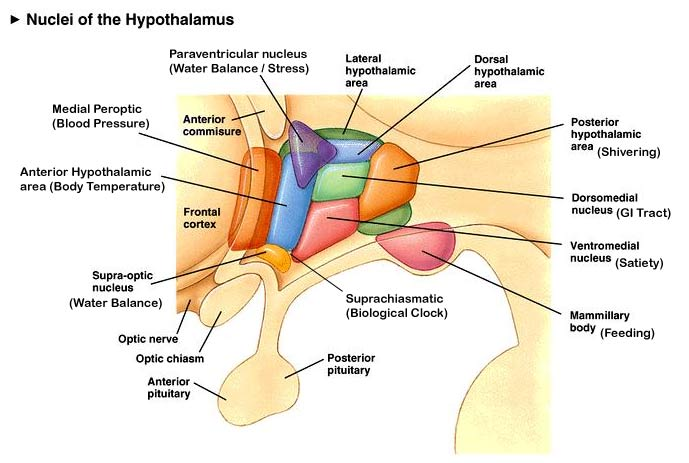 ► Nuclei of the Hypothalamus
Paraventricular nucleus
(Water Balance / Stress)
Lateral
hypothalamic
area
Dorsal
hypothalamic
area
Medial Peroptic
(Blood Pressure)
Anterior
commisure
Posterior
hypothalamic
area (Shivering)
Anterior Hypothalamic
area (Body Temperature)
Frontal
cortex
Dorsomedial
nucleus (GI Tract)
Ventromedial
nucleus (Satiety)
Supra-optic
nucleus
(Water Balance)
Suprachiasmatic
(Biological Clock)
Mammillary
body (Feeding)
Optic nerve
Optic chiasm
Anterior
pituitary
Posterior
pituitary